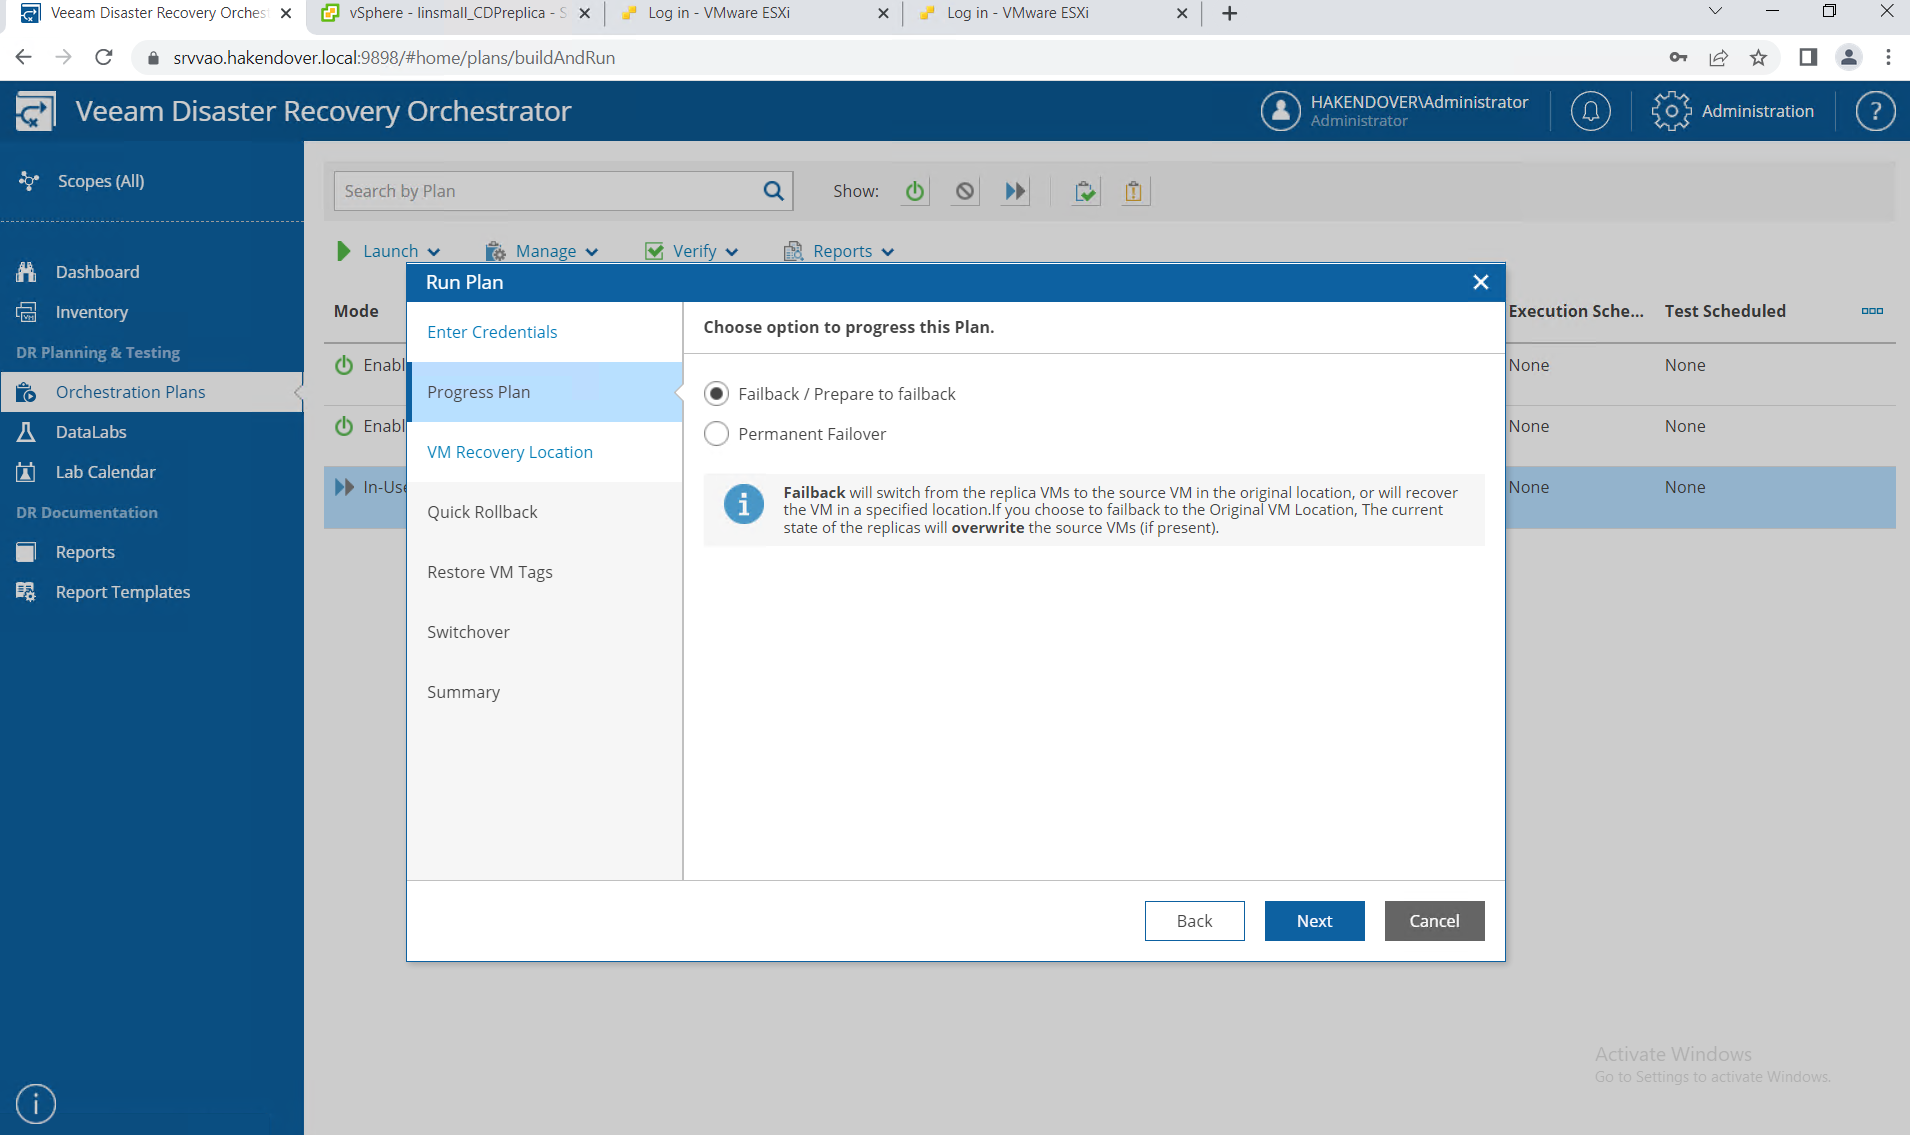 Veeam Disaster Recovery Orches
vSphere - linsmall_CDPreplica - S
Log in - VMware ESXi
Log in - VMware ESXi
srvvao.hakendover.local:9898/#home/plans/buildAndRun
Veeam Disaster Recovery Orchestrator
HAKENDOVER\Administrator
Administrator
Administration
?
Scopes (All)
Search by Plan
Show:
Launch
Manage
Verify
Reports
Dashboard
Inventory
DR Planning & Testing
Orchestration Plans
DataLabs
Lab Calendar
DR Documentation
Reports
Report Templates
Mode
Execution Sche...
Test Scheduled
Enabl
None
None
Enabl
None
None
In-Use
None
None
Run Plan
Enter Credentials
Progress Plan
VM Recovery Location
Quick Rollback
Restore VM Tags
Switchover
Summary
Choose option to progress this Plan.
Failback / Prepare to failback
Permanent Failover
Failback will switch from the replica VMs to the source VM in the original location, or will recover
the VM in a specified location.If you choose to failback to the Original VM Location, The current
state of the replicas will overwrite the source VMs (if present).
Back
Next
Cancel
Activate Windows
Go to Settings to activate Windows.